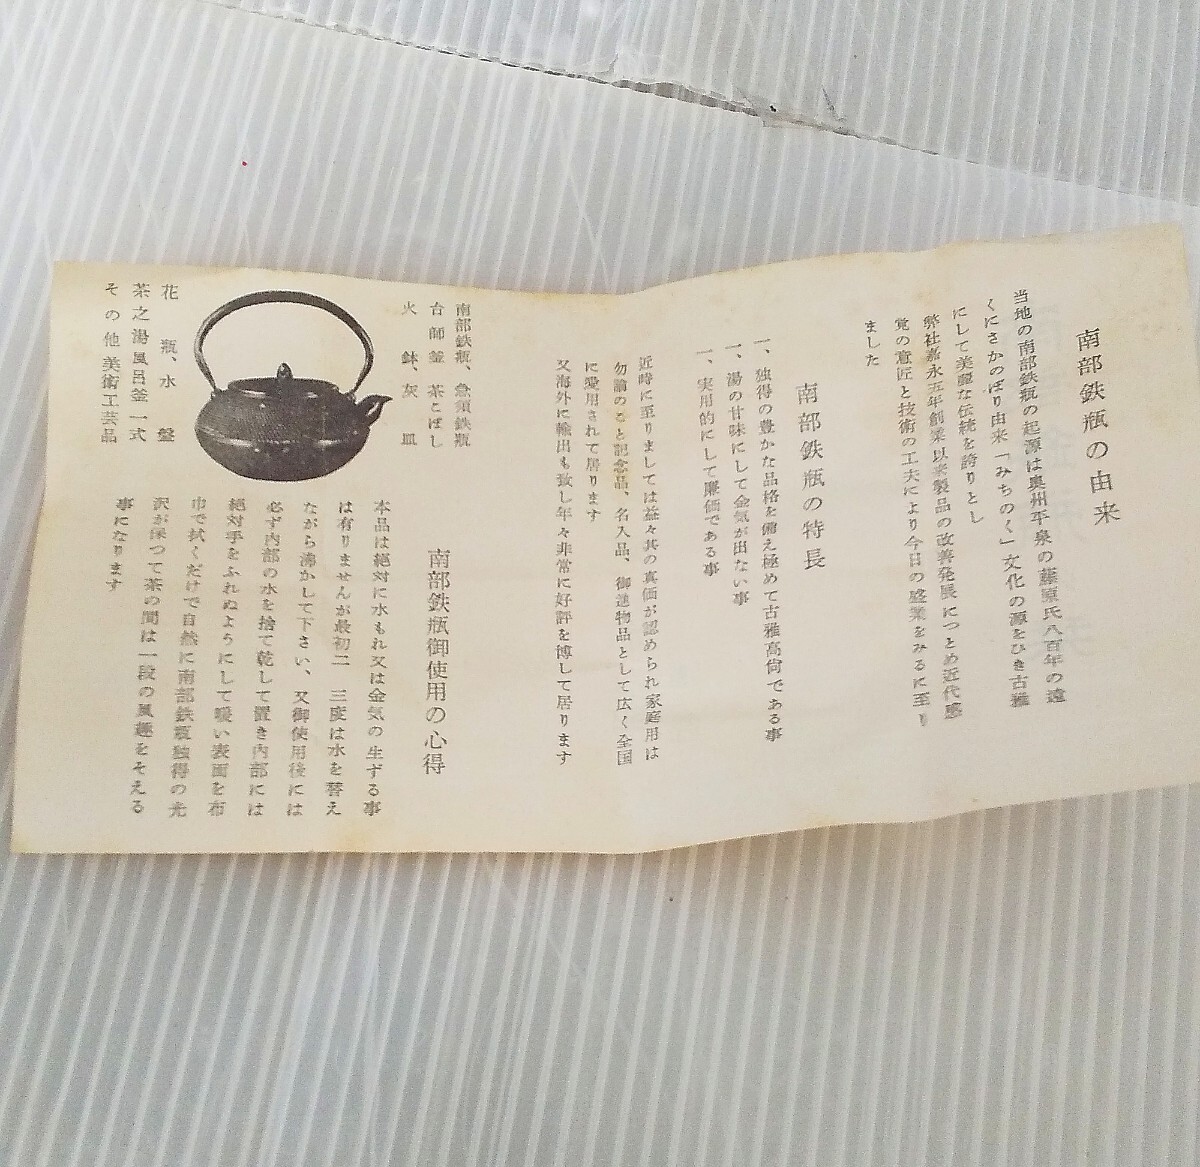 南部鉄瓶の由来
当地の南部鉄瓶の起源は奥州平泉の藤原氏八百年の遠
くにさかのぼり由来「みちのく」文化の源をひき古雅
にして美麗な伝統を誇りとし
弊社嘉永五年創業以来製品の改善発展につとめ近代感
覚の意匠と技術の工夫により今日の盛業をみるに至り
ました
南部鉄瓶の特長
一、独得の豊かな品格を備え極めて古雅高尚である事
一、湯の甘味にして金気が出ない事
一、実用的にして廉価である事
近時に至りましては益々其の真価が認められ家庭用は
勿論のこと記念品、名入品、御進物品として広く全国
に愛用されて居ります
又海外に輸出も致し年々非常に好評を博して居ります
南部鉄瓶、急須鉄瓶
台師釜 茶こぼし
火鉢、灰皿
花瓶、水盤
茶之湯風呂釜一式
その他美術工芸品
南部鉄瓶御使用の心得
本品は絶対に水もれ又は金気の生ずる事
は有りませんが最初二 三度は水を替え
ながら沸かして下さい、又御使用後には
必ず内部の水を捨て乾して置き内部には
絶対手をふれぬようにして暖い表面を布
巾で拭くだけで自然に南部鉄瓶独得の光
沢が保つて茶の間は一段の風趣をそえる
事になります